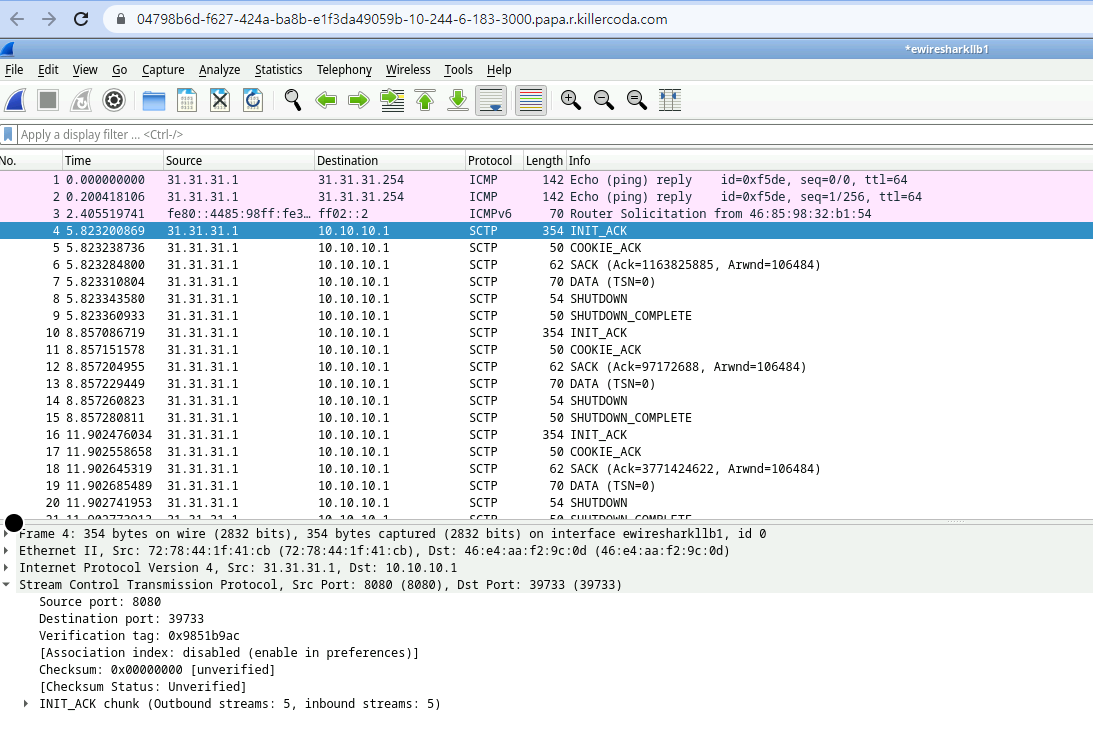 04798b6d-f627-424a-ba8b-e1f3da49059b-10-244-6-183-3000.papa.r.killercoda.com
*ewiresharkllb1
File Edit View Go Capture Analyze Statistics Telephony Wireless Tools Help
Apply a display filter ... <Ctrl-/>
No. Time Source Destination Protocol Length Info
1 0.000000000 31.31.31.1 31.31.31.254 ICMP 142 Echo (ping) reply id=0xf5de, seq=0/0, ttl=64
2 0.200418106 31.31.31.1 31.31.31.254 ICMP 142 Echo (ping) reply id=0xf5de, seq=1/256, ttl=64
3 2.405519741 fe80::4485:98ff:fe3… ff02::2 ICMPv6 70 Router Solicitation from 46:85:98:32:b1:54
4 5.823200869 31.31.31.1 10.10.10.1 SCTP 354 INIT_ACK
5 5.823238736 31.31.31.1 10.10.10.1 SCTP 50 COOKIE_ACK
6 5.823284800 31.31.31.1 10.10.10.1 SCTP 62 SACK (Ack=1163825885, Arwnd=106484)
7 5.823310804 31.31.31.1 10.10.10.1 SCTP 70 DATA (TSN=0)
8 5.823343580 31.31.31.1 10.10.10.1 SCTP 54 SHUTDOWN
9 5.823360933 31.31.31.1 10.10.10.1 SCTP 50 SHUTDOWN_COMPLETE
10 8.857086719 31.31.31.1 10.10.10.1 SCTP 354 INIT_ACK
11 8.857151578 31.31.31.1 10.10.10.1 SCTP 50 COOKIE_ACK
12 8.857204955 31.31.31.1 10.10.10.1 SCTP 62 SACK (Ack=97172688, Arwnd=106484)
13 8.857229449 31.31.31.1 10.10.10.1 SCTP 70 DATA (TSN=0)
14 8.857260823 31.31.31.1 10.10.10.1 SCTP 54 SHUTDOWN
15 8.857280811 31.31.31.1 10.10.10.1 SCTP 50 SHUTDOWN_COMPLETE
16 11.902476034 31.31.31.1 10.10.10.1 SCTP 354 INIT_ACK
17 11.902558658 31.31.31.1 10.10.10.1 SCTP 50 COOKIE_ACK
18 11.902645319 31.31.31.1 10.10.10.1 SCTP 62 SACK (Ack=3771424622, Arwnd=106484)
19 11.902685489 31.31.31.1 10.10.10.1 SCTP 70 DATA (TSN=0)
20 11.902741953 31.31.31.1 10.10.10.1 SCTP 54 SHUTDOWN
31.31.31.1 10.10.10.1 SCTP 50 SHUTDOWN_COMPLETE
Frame 4: 354 bytes on wire (2832 bits), 354 bytes captured (2832 bits) on interface ewiresharkllb1, id 0
Ethernet II, Src: 72:78:44:1f:41:cb (72:78:44:1f:41:cb), Dst: 46:e4:aa:f2:9c:0d (46:e4:aa:f2:9c:0d)
Internet Protocol Version 4, Src: 31.31.31.1, Dst: 10.10.10.1
Stream Control Transmission Protocol, Src Port: 8080 (8080), Dst Port: 39733 (39733)
Source port: 8080
Destination port: 39733
Verification tag: 0x9851b9ac
[Association index: disabled (enable in preferences)]
Checksum: 0x00000000 [unverified]
[Checksum Status: Unverified]
INIT_ACK chunk (Outbound streams: 5, inbound streams: 5)